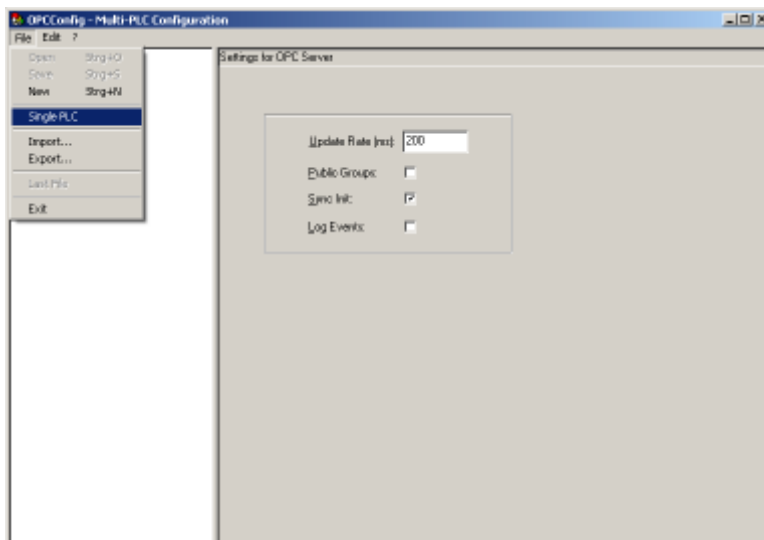 OPCConfig - Multi-PLC Configuration
File Edit ?
Open Strg+O
Save Strg+S
New Strg+N
Single PLC
Import...
Export...
Last File
Exit
Settings for OPC Server
Update Rate (ms): 200
Public Groups:
Sync Init:
Log Events: